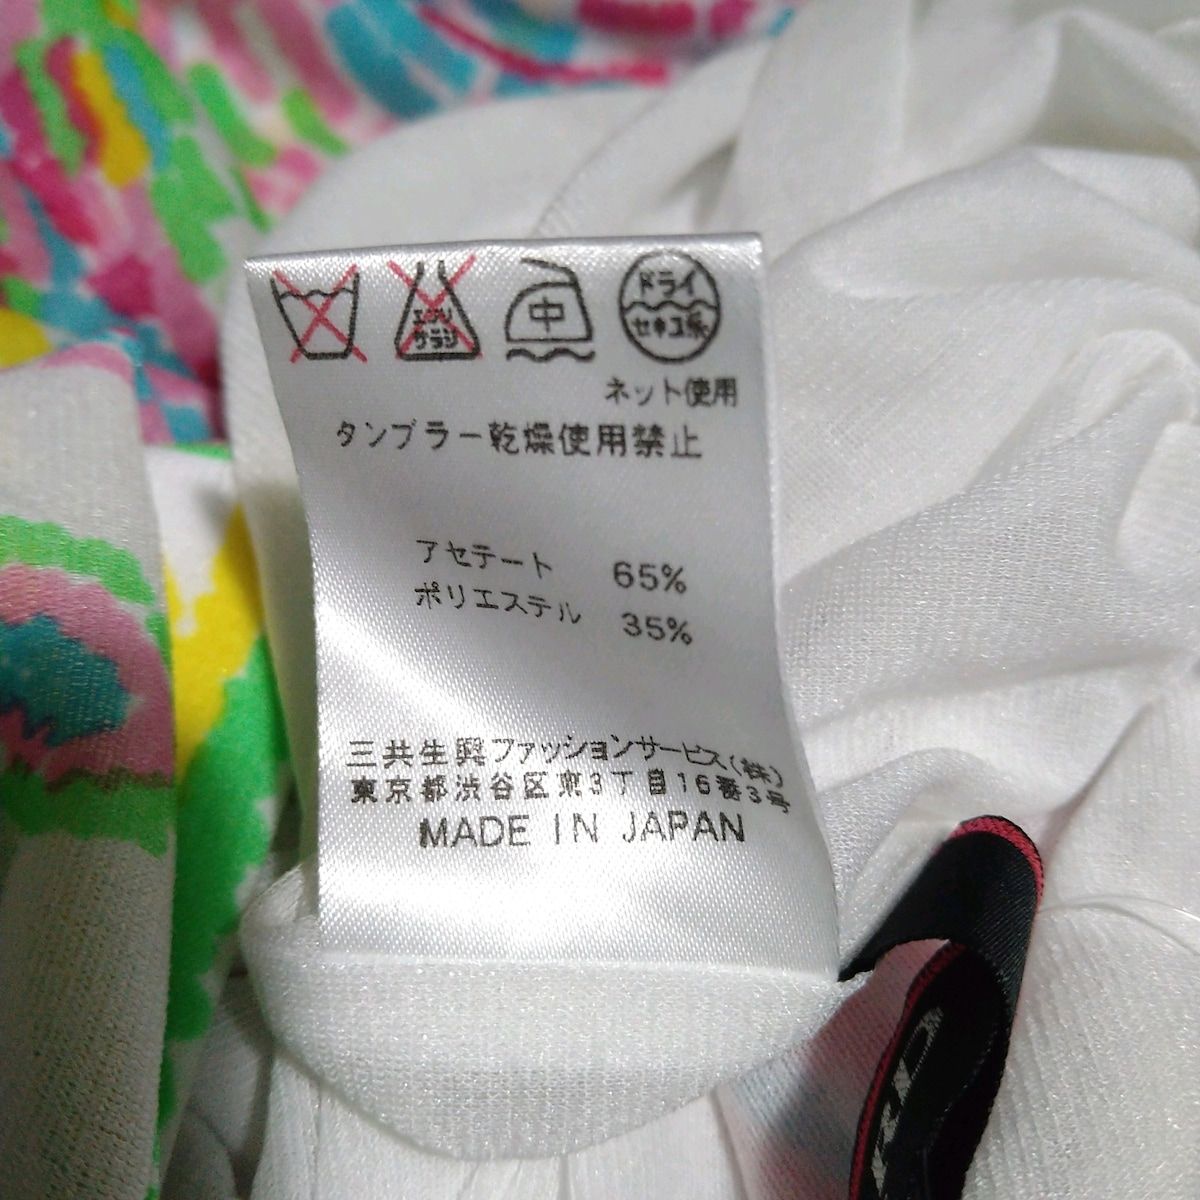 エンソ
サラシ
中
ドライ
セキユ系
ネット使用
タンブラー乾燥使用禁止
アセテート 65%
ポリエステル 35%
三共生興ファッションサービス(株)
東京都渋谷区東3丁目16番3号
MADE IN JAPAN